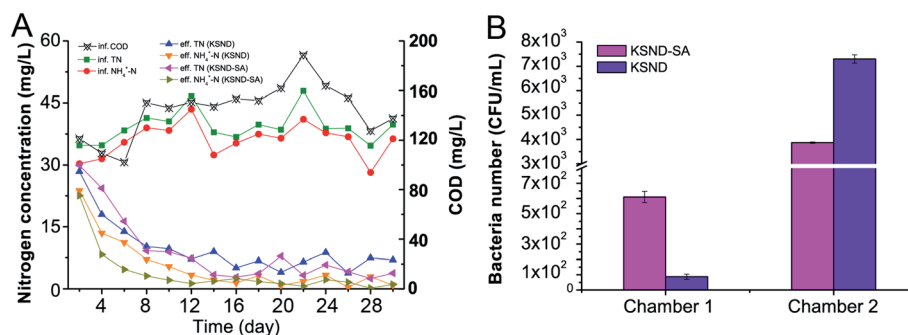 A
inf. COD
inf. TN
inf. NH₄⁺-N
eff. TN (KSND)
eff. NH₄⁺-N (KSND)
eff. TN (KSND-SA)
eff. NH₄⁺-N (KSND-SA)
Nitrogen concentration (mg/L)
60
45
30
15
0
200
160
120
80
40
0
COD (mg/L)
4 8 12 16 20 24 28
Time (day)
B
KSND-SA
KSND
Bacteria number (CFU/mL)
8x10³
7x10³
6x10³
5x10³
4x10³
3x10³
7x10²
5x10²
3x10²
1x10²
0
Chamber 1 Chamber 2